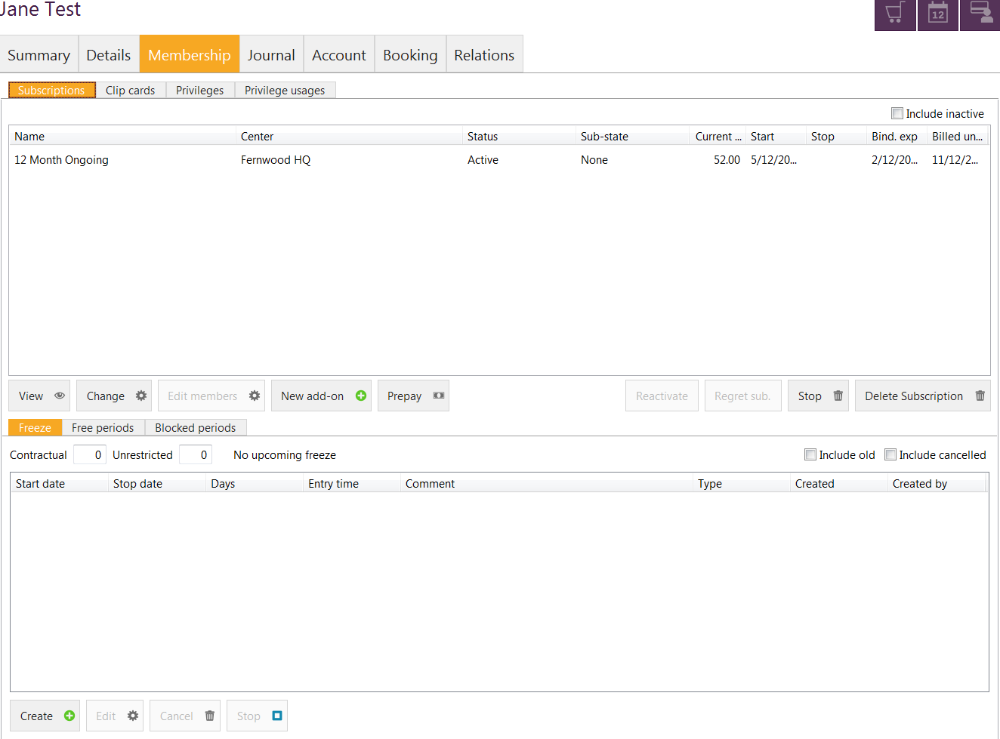 Jane Test
12
Summary Details Membership Journal Account Booking Relations
Subscriptions Clip cards Privileges Privilege usages
Include inactive
Name Center Status Sub-state Current ... Start Stop Bind. exp Billed un...
12 Month Ongoing Fernwood HQ Active None 52.00 5/12/20... 2/12/20... 11/12/2...
View Change Edit members New add-on Prepay Reactivate Regret sub. Stop Delete Subscription
Freeze Free periods Blocked periods
Contractual 0 Unrestricted 0 No upcoming freeze Include old Include cancelled
Start date Stop date Days Entry time Comment Type Created Created by
Create Edit Cancel Stop